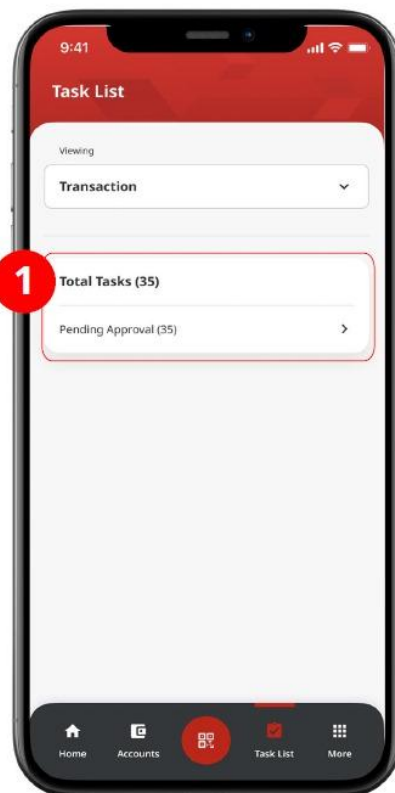 9:41
Task List
Viewing
Transaction
1
Total Tasks (35)
Pending Approval (35)
Home
Accounts
Task List
More